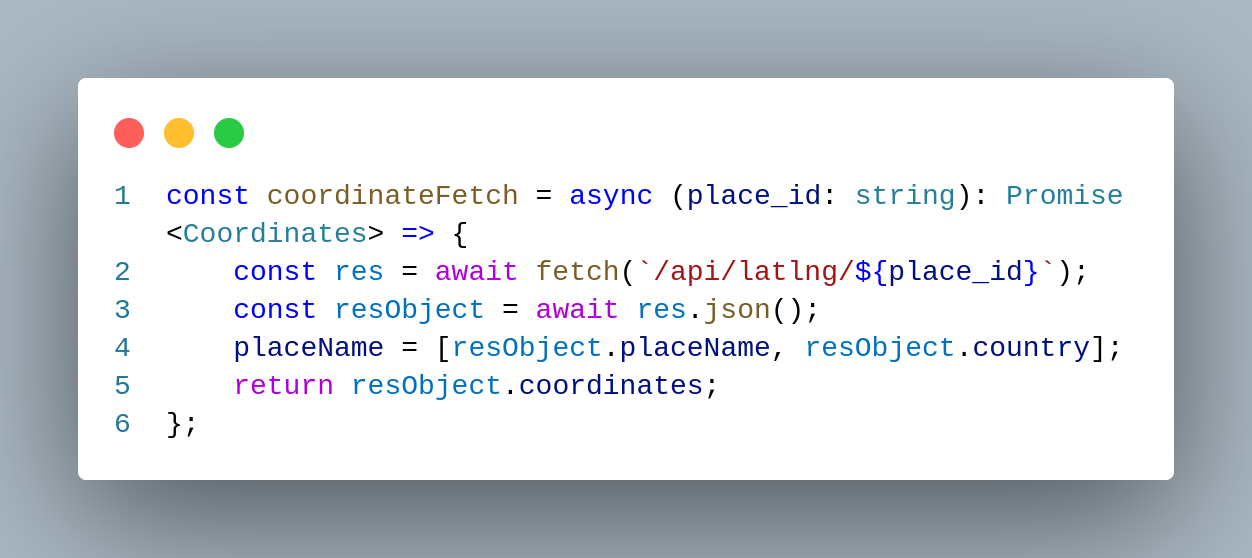 1 const coordinateFetch = async (place_id: string): Promise
<Coordinates> => {
2     const res = await fetch(`/api/latlng/${place_id}`);
3     const resObject = await res.json();
4     placeName = [resObject.placeName, resObject.country];
5     return resObject.coordinates;
6 };